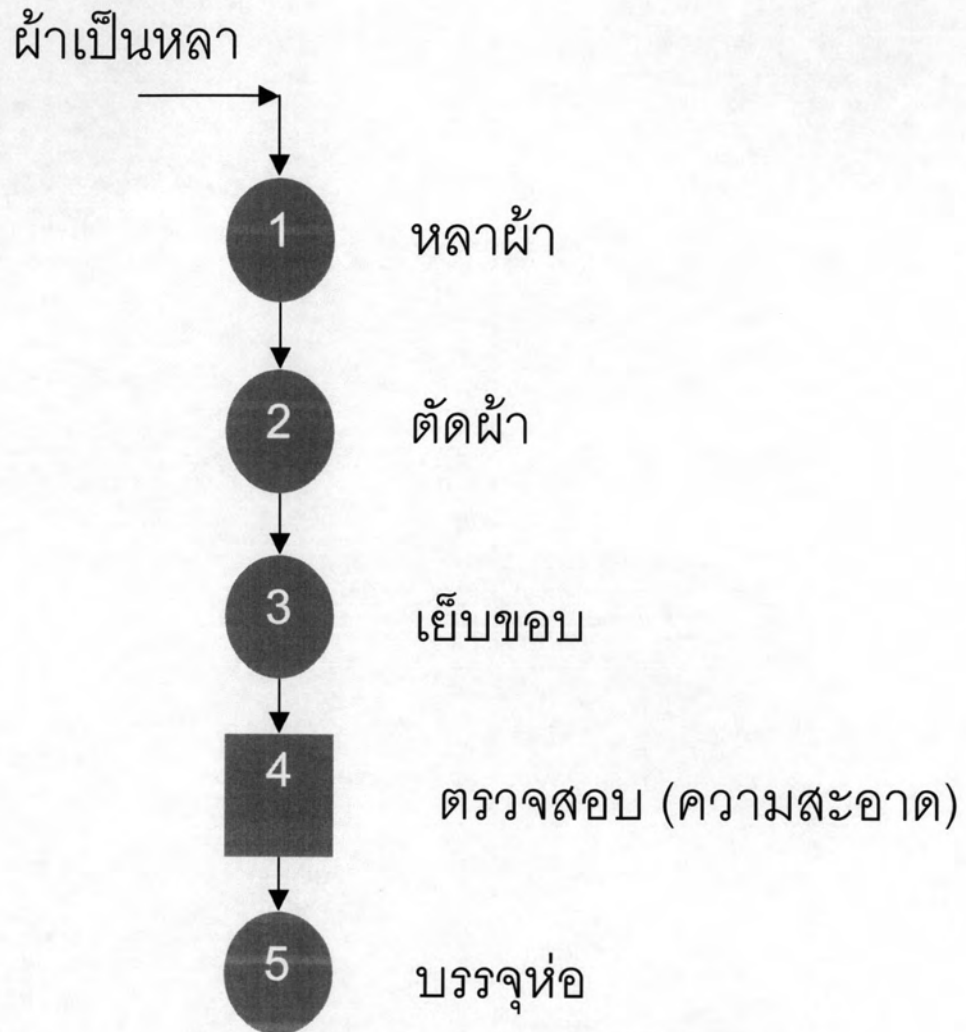 ผ้าเป็นหลา
1 หลาผ้า
2 ตัดผ้า
3 เย็บขอบ
4 ตรวจสอบ (ความสะอาด)
5 บรรจุห่อ